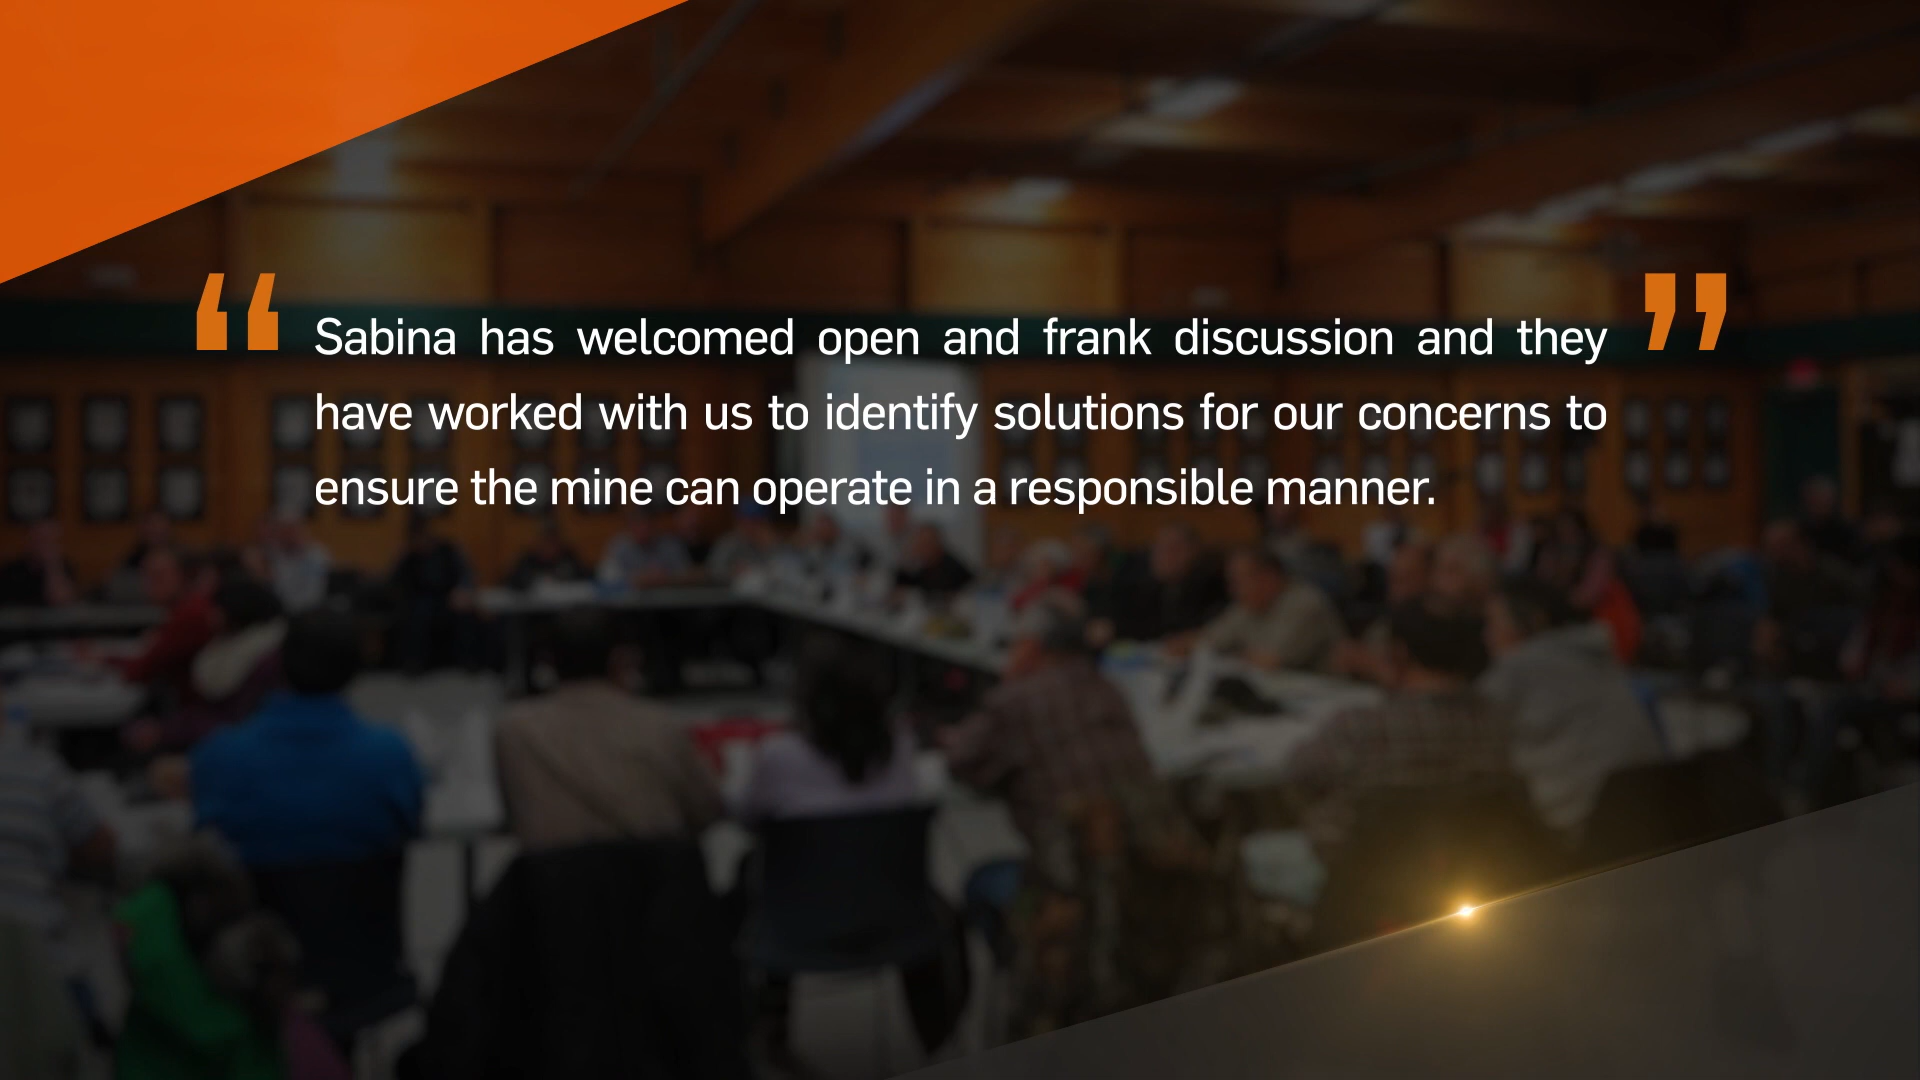 “Sabina has welcomed open and frank discussion and they”
have worked with us to identify solutions for our concerns to
ensure the mine can operate in a responsible manner.